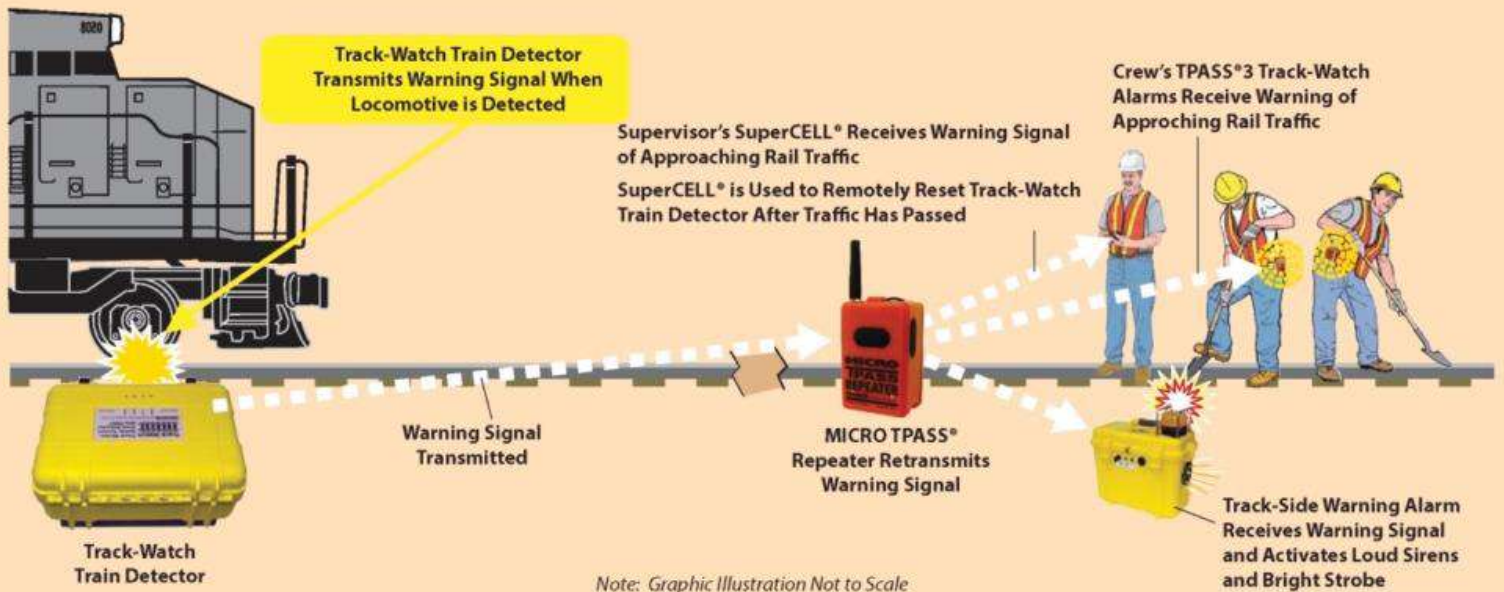 8050
Track-Watch Train Detector
Transmits Warning Signal When
Locomotive is Detected
Supervisor's SuperCELL® Receives Warning Signal
of Approaching Rail Traffic
SuperCELL® is Used to Remotely Reset Track-Watch
Train Detector After Traffic Has Passed
Crew's TPASS®3 Track-Watch
Alarms Receive Warning of
Approching Rail Traffic
MICRO
TPASS
REPEATER
Warning Signal
Transmitted
MICRO TPASS®
Repeater Retransmits
Warning Signal
Track-Watch
Train Detector
Track-Side Warning Alarm
Receives Warning Signal
and Activates Loud Sirens
and Bright Strobe
Note: Graphic Illustration Not to Scale